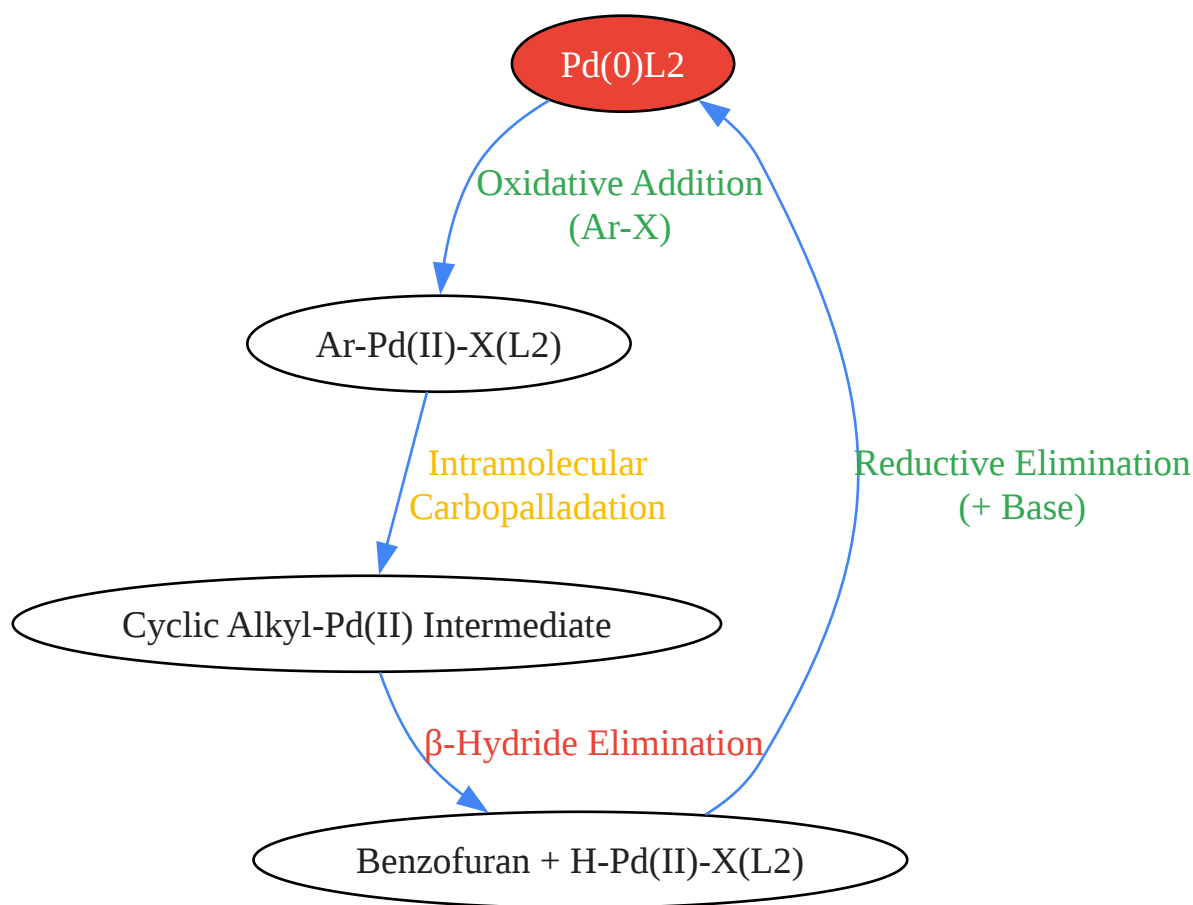 Pd(0)L2
Oxidative Addition
(Ar-X)
Ar-Pd(II)-X(L2)
Intramolecular
Carbopalladation
Reductive Elimination
(+ Base)
Cyclic Alkyl-Pd(II) Intermediate
β-Hydride Elimination
Benzofuran + H-Pd(II)-X(L2)